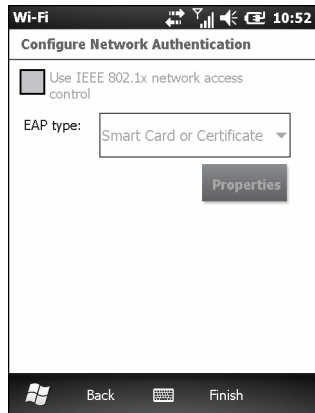 Wi-Fi 10:52
Configure Network Authentication
Use IEEE 802.1x network access
control
EAP type:
Smart Card or Certificate
Properties
Back Finish